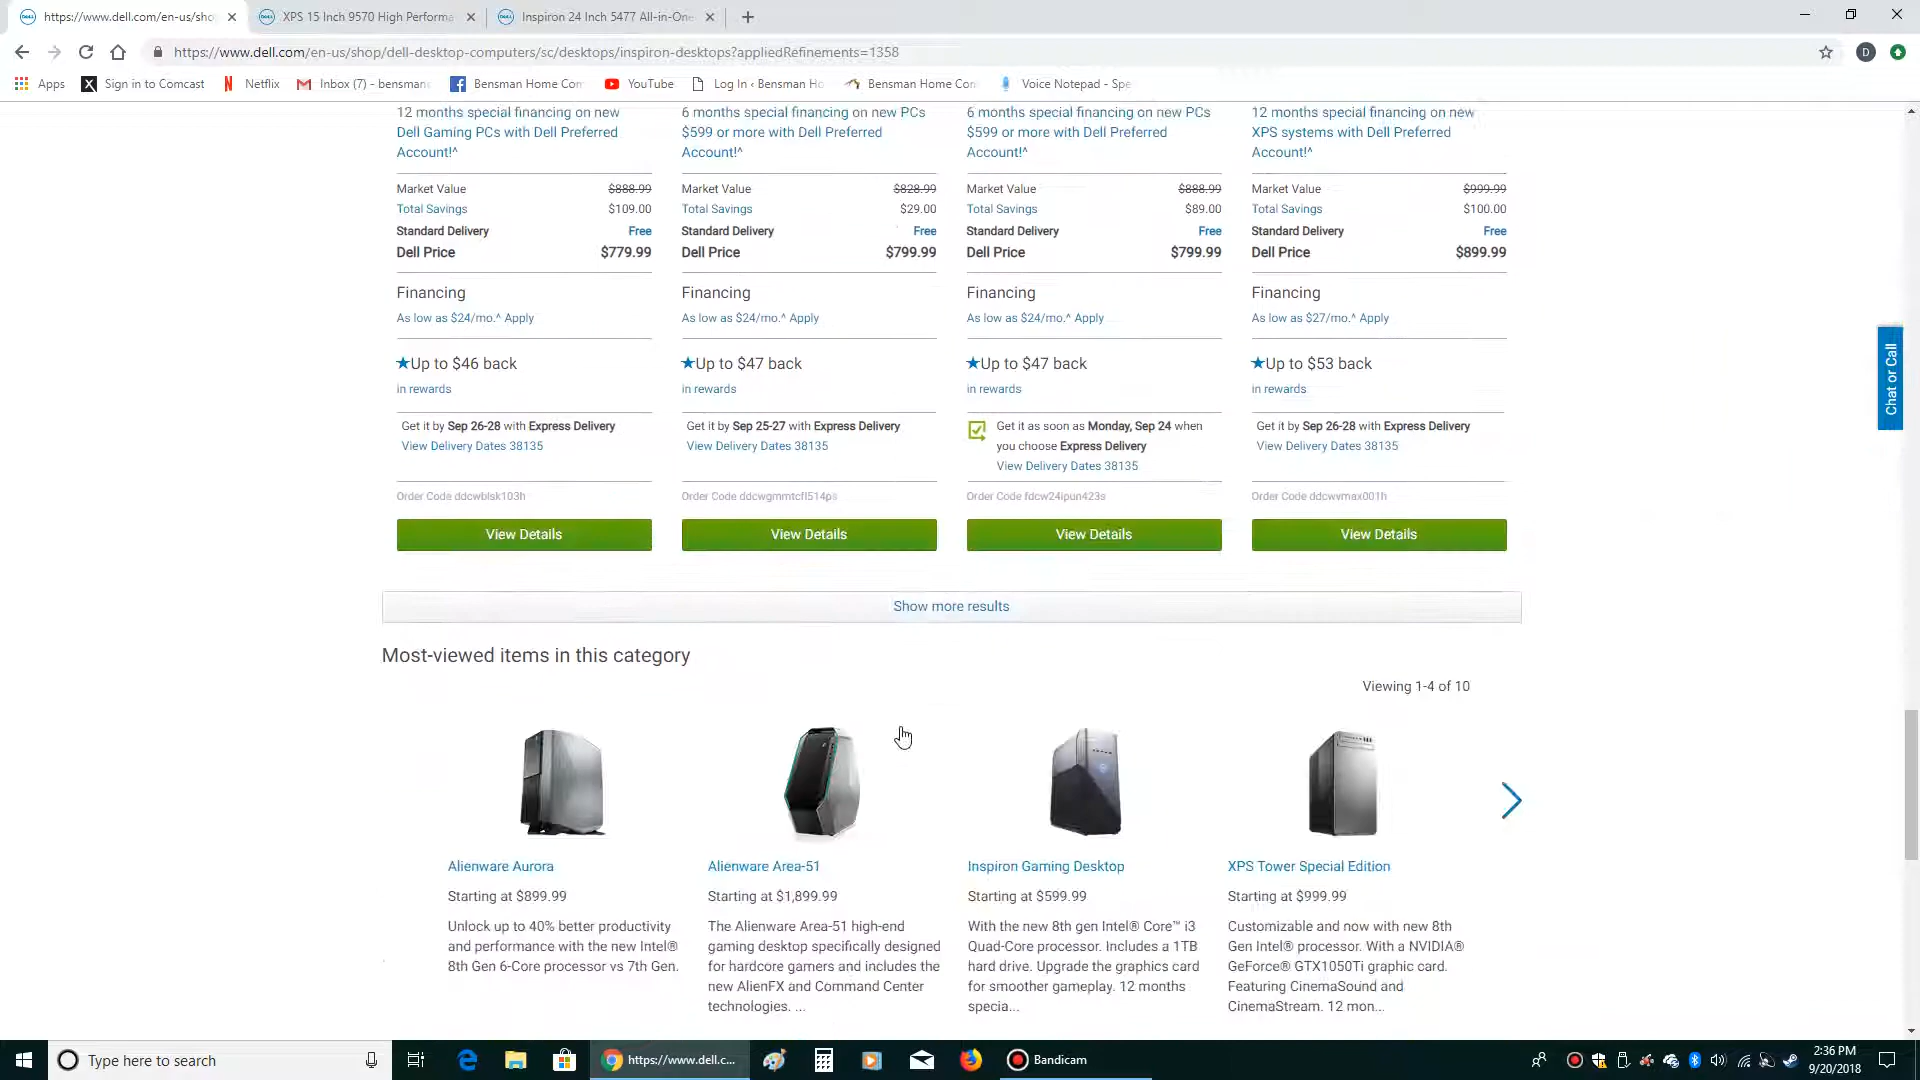 https://www.dell.com/en-us/sho
XPS 15 Inch 9570 High Performa
Inspiron 24 Inch 5477 All-in-One
https://www.dell.com/en-us/shop/dell-desktop-computers/sc/desktops/inspiron-desktops?appliedRefinements=1358
D
Apps
Sign in to Comcast
Netflix
Inbox (7) - bensman
Bensman Home Com
YouTube
Log In ‹ Bensman Ho
Bensman Home Com
Voice Notepad - Spe
12 months special financing on new Dell Gaming PCs with Dell Preferred Account!^
Market Value $888.99
Total Savings $109.00
Standard Delivery Free
Dell Price $779.99
Financing
As low as $24/mo.^ Apply
★Up to $46 back
in rewards
Get it by Sep 26-28 with Express Delivery
View Delivery Dates 38135
Order Code ddcwblsk103h
View Details
6 months special financing on new PCs $599 or more with Dell Preferred Account!^
Market Value $828.99
Total Savings $29.00
Standard Delivery Free
Dell Price $799.99
Financing
As low as $24/mo.^ Apply
★Up to $47 back
in rewards
Get it by Sep 25-27 with Express Delivery
View Delivery Dates 38135
Order Code ddcwgmmtcfl514ps
View Details
6 months special financing on new PCs $599 or more with Dell Preferred Account!^
Market Value $888.99
Total Savings $89.00
Standard Delivery Free
Dell Price $799.99
Financing
As low as $24/mo.^ Apply
★Up to $47 back
in rewards
Get it as soon as Monday, Sep 24 when you choose Express Delivery
View Delivery Dates 38135
Order Code fdcw24ipun423s
View Details
12 months special financing on new XPS systems with Dell Preferred Account!^
Market Value $999.99
Total Savings $100.00
Standard Delivery Free
Dell Price $899.99
Financing
As low as $27/mo.^ Apply
★Up to $53 back
in rewards
Get it by Sep 26-28 with Express Delivery
View Delivery Dates 38135
Order Code ddcwvmax001h
View Details
Chat or Call
Show more results
Most-viewed items in this category
Viewing 1-4 of 10
Alienware Aurora
Starting at $899.99
Unlock up to 40% better productivity
and performance with the new Intel®
8th Gen 6-Core processor vs 7th Gen.
Alienware Area-51
Starting at $1,899.99
The Alienware Area-51 high-end
gaming desktop specifically designed
for hardcore gamers and includes the
new AlienFX and Command Center
technologies. ...
Inspiron Gaming Desktop
Starting at $599.99
With the new 8th gen Intel® Core™ i3
Quad-Core processor. Includes a 1TB
hard drive. Upgrade the graphics card
for smoother gameplay. 12 months
specia...
XPS Tower Special Edition
Starting at $999.99
Customizable and now with new 8th
Gen Intel® processor. With a NVIDIA®
GeForce® GTX1050Ti graphic card.
Featuring CinemaSound and
CinemaStream. 12 mon...
Type here to search
https://www.dell.c...
Bandicam
2:36 PM
9/20/2018